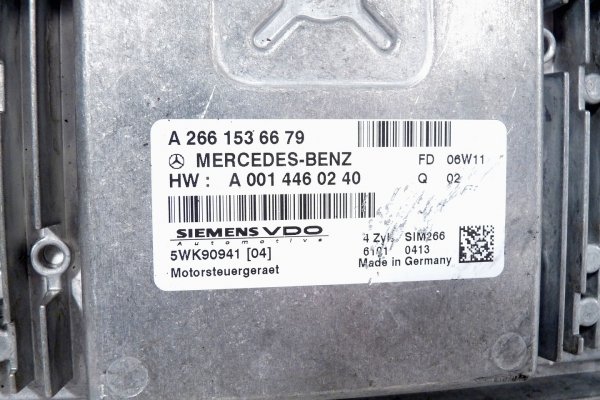 A 266 153 66 79
MERCEDES-BENZ FD 06W11
HW : A 001 446 02 40 Q 02
SIEMENS VDO
Automotive
4 Zyl. SIM266
5WK90941 [04] 6101 0413
Motorsteuergeraet Made in Germany